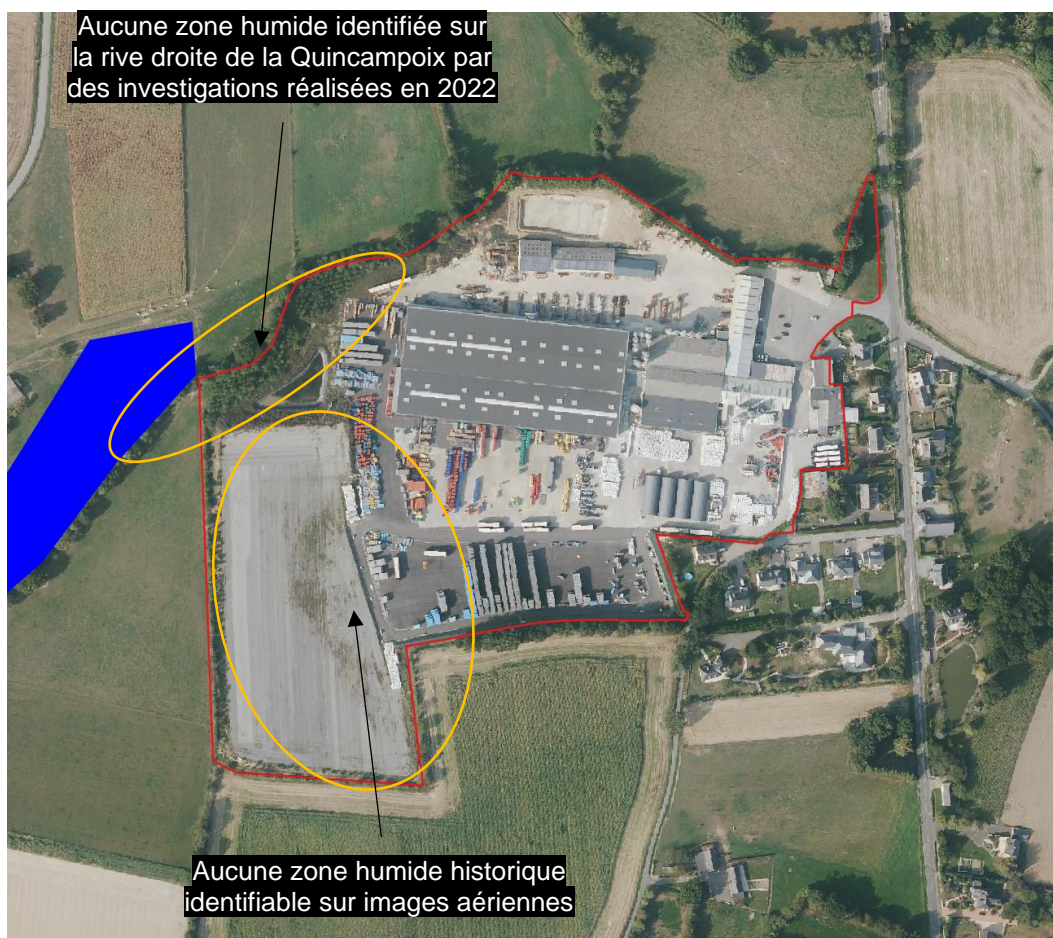 Aucune zone humide identifiée sur
la rive droite de la Quincampoix par
des investigations réalisées en 2022
Aucune zone humide historique
identifiable sur images aériennes